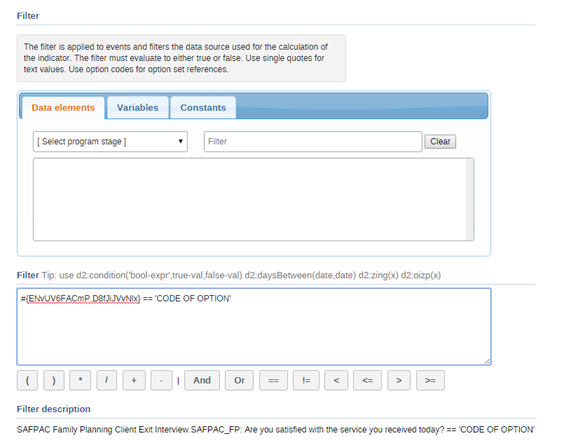 Filter
The filter is applied to events and filters the data source used for the calculation of
the indicator. The filter must evaluate to either true or false. Use single quotes for
text values. Use option codes for option set references.
Data elements Variables Constants
[ Select program stage ] Filter Clear
Filter Tip: use d2:condition('bool-expr',true-val,false-val) d2:daysBetween(date,date) d2:zing(x) d2:oizp(x)
#{ENvUV6FACmP.D8fJiJVvNIx} == 'CODE OF OPTION'
( ) * / + - | And Or == != < <= > >=
Filter description
SAFPAC Family Planning Client Exit Interview.SAFPAC_FP: Are you satisfied with the service you received today? == 'CODE OF OPTION'